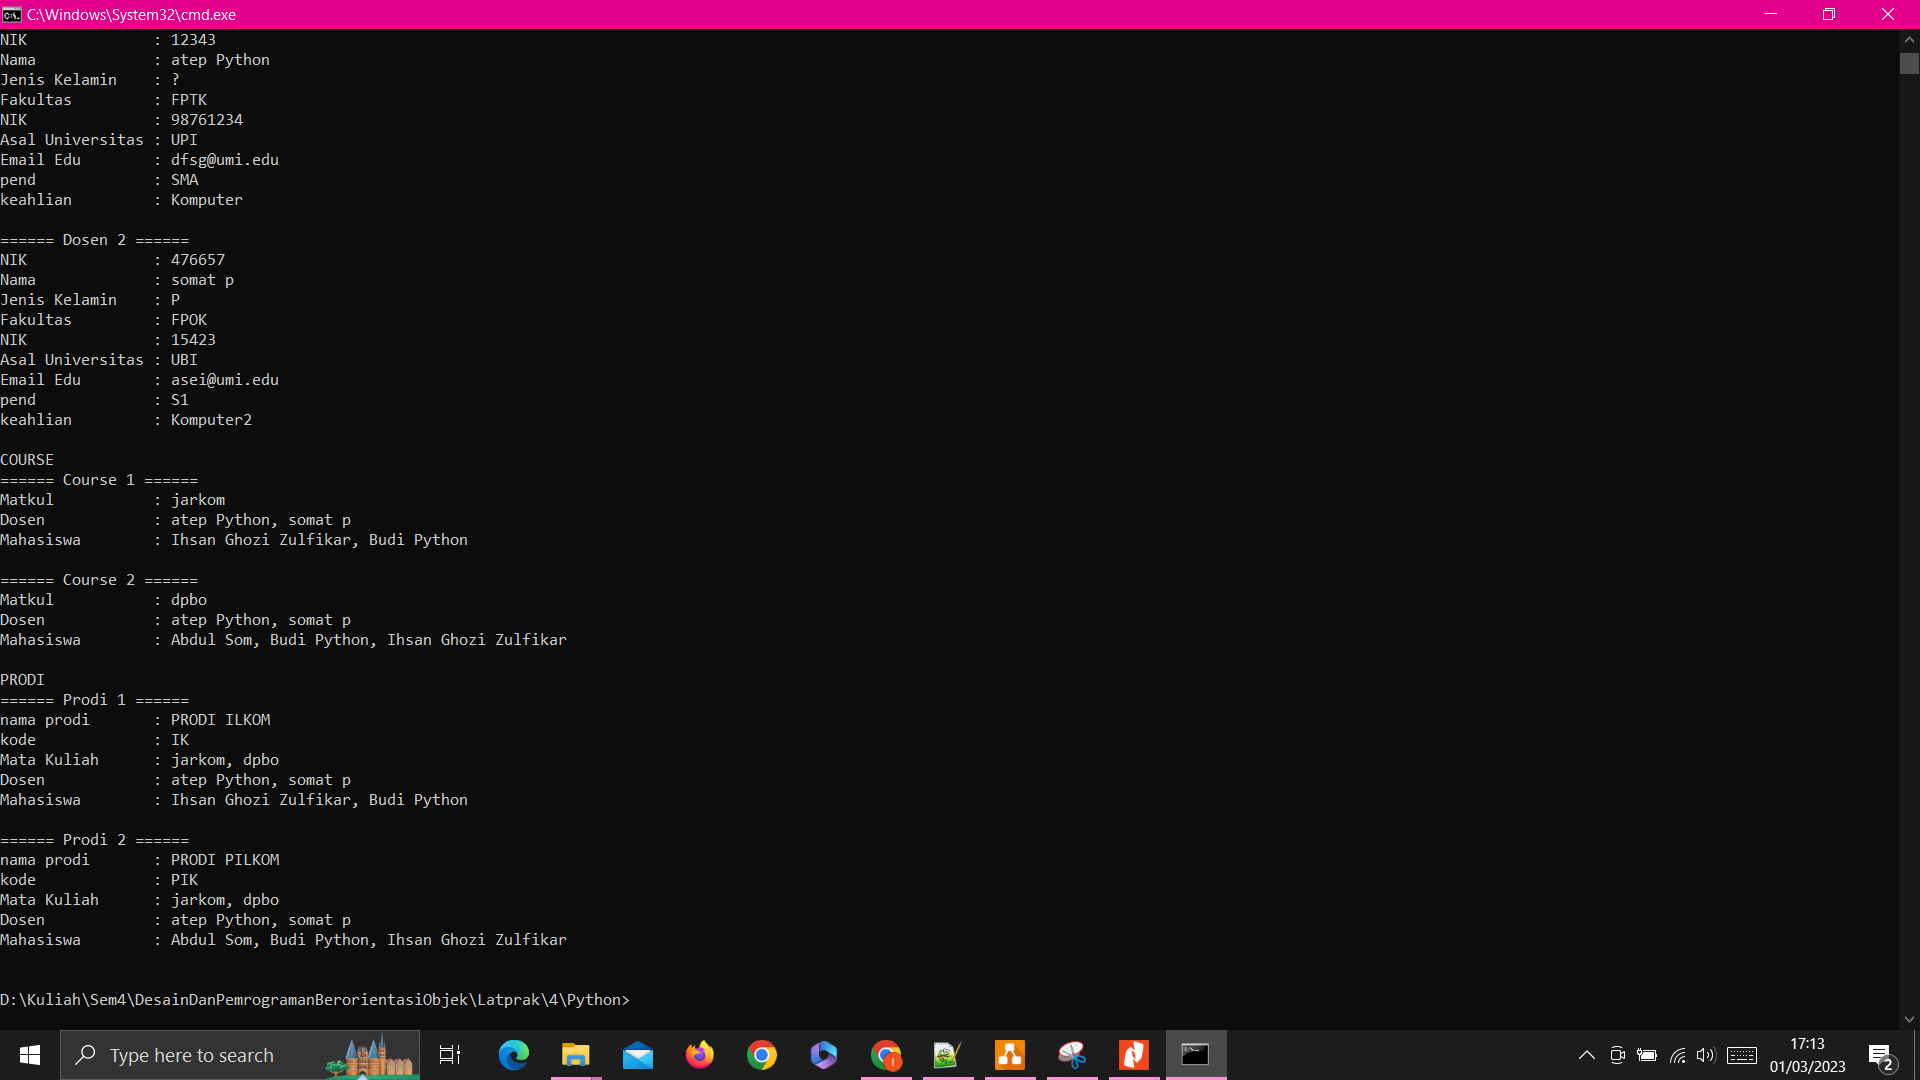 C:\Windows\System32\cmd.exe
NIK              : 12343
Nama             : atep Python
Jenis Kelamin    : ?
Fakultas         : FPTK
NIK              : 98761234
Asal Universitas : UPI
Email Edu        : dfsg@umi.edu
pend             : SMA
keahlian         : Komputer
====== Dosen 2 ======
NIK              : 476657
Nama             : somat p
Jenis Kelamin    : P
Fakultas         : FPOK
NIK              : 15423
Asal Universitas : UBI
Email Edu        : asei@umi.edu
pend             : S1
keahlian         : Komputer2
COURSE
====== Course 1 ======
Matkul           : jarkom
Dosen            : atep Python, somat p
Mahasiswa        : Ihsan Ghozi Zulfikar, Budi Python
====== Course 2 ======
Matkul           : dpbo
Dosen            : atep Python, somat p
Mahasiswa        : Abdul Som, Budi Python, Ihsan Ghozi Zulfikar
PRODI
====== Prodi 1 ======
nama prodi       : PRODI ILKOM
kode             : IK
Mata Kuliah      : jarkom, dpbo
Dosen            : atep Python, somat p
Mahasiswa        : Ihsan Ghozi Zulfikar, Budi Python
====== Prodi 2 ======
nama prodi       : PRODI PILKOM
kode             : PIK
Mata Kuliah      : jarkom, dpbo
Dosen            : atep Python, somat p
Mahasiswa        : Abdul Som, Budi Python, Ihsan Ghozi Zulfikar
D:\Kuliah\Sem4\DesainDanPemrogramanBerorientasiObjek\Latprak\4\Python>
Type here to search
17:13
01/03/2023
2